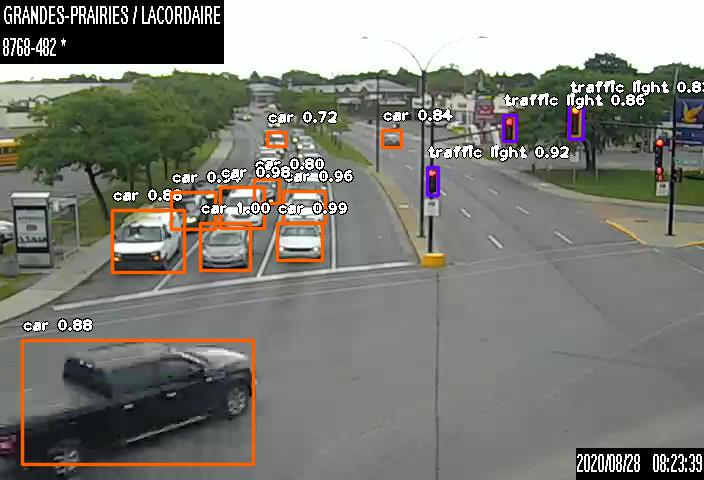 GRANDES-PRAIRIES / LACORDAIRE
8768-482 *
traffic light 0.83
traffic light 0.86
car 0.72
car 0.84
traffic light 0.92
car 0.80
car 0.98
car 0.96
car 0.88
car 1.00
car 0.99
car 0.88
2020/08/28 08:23:39